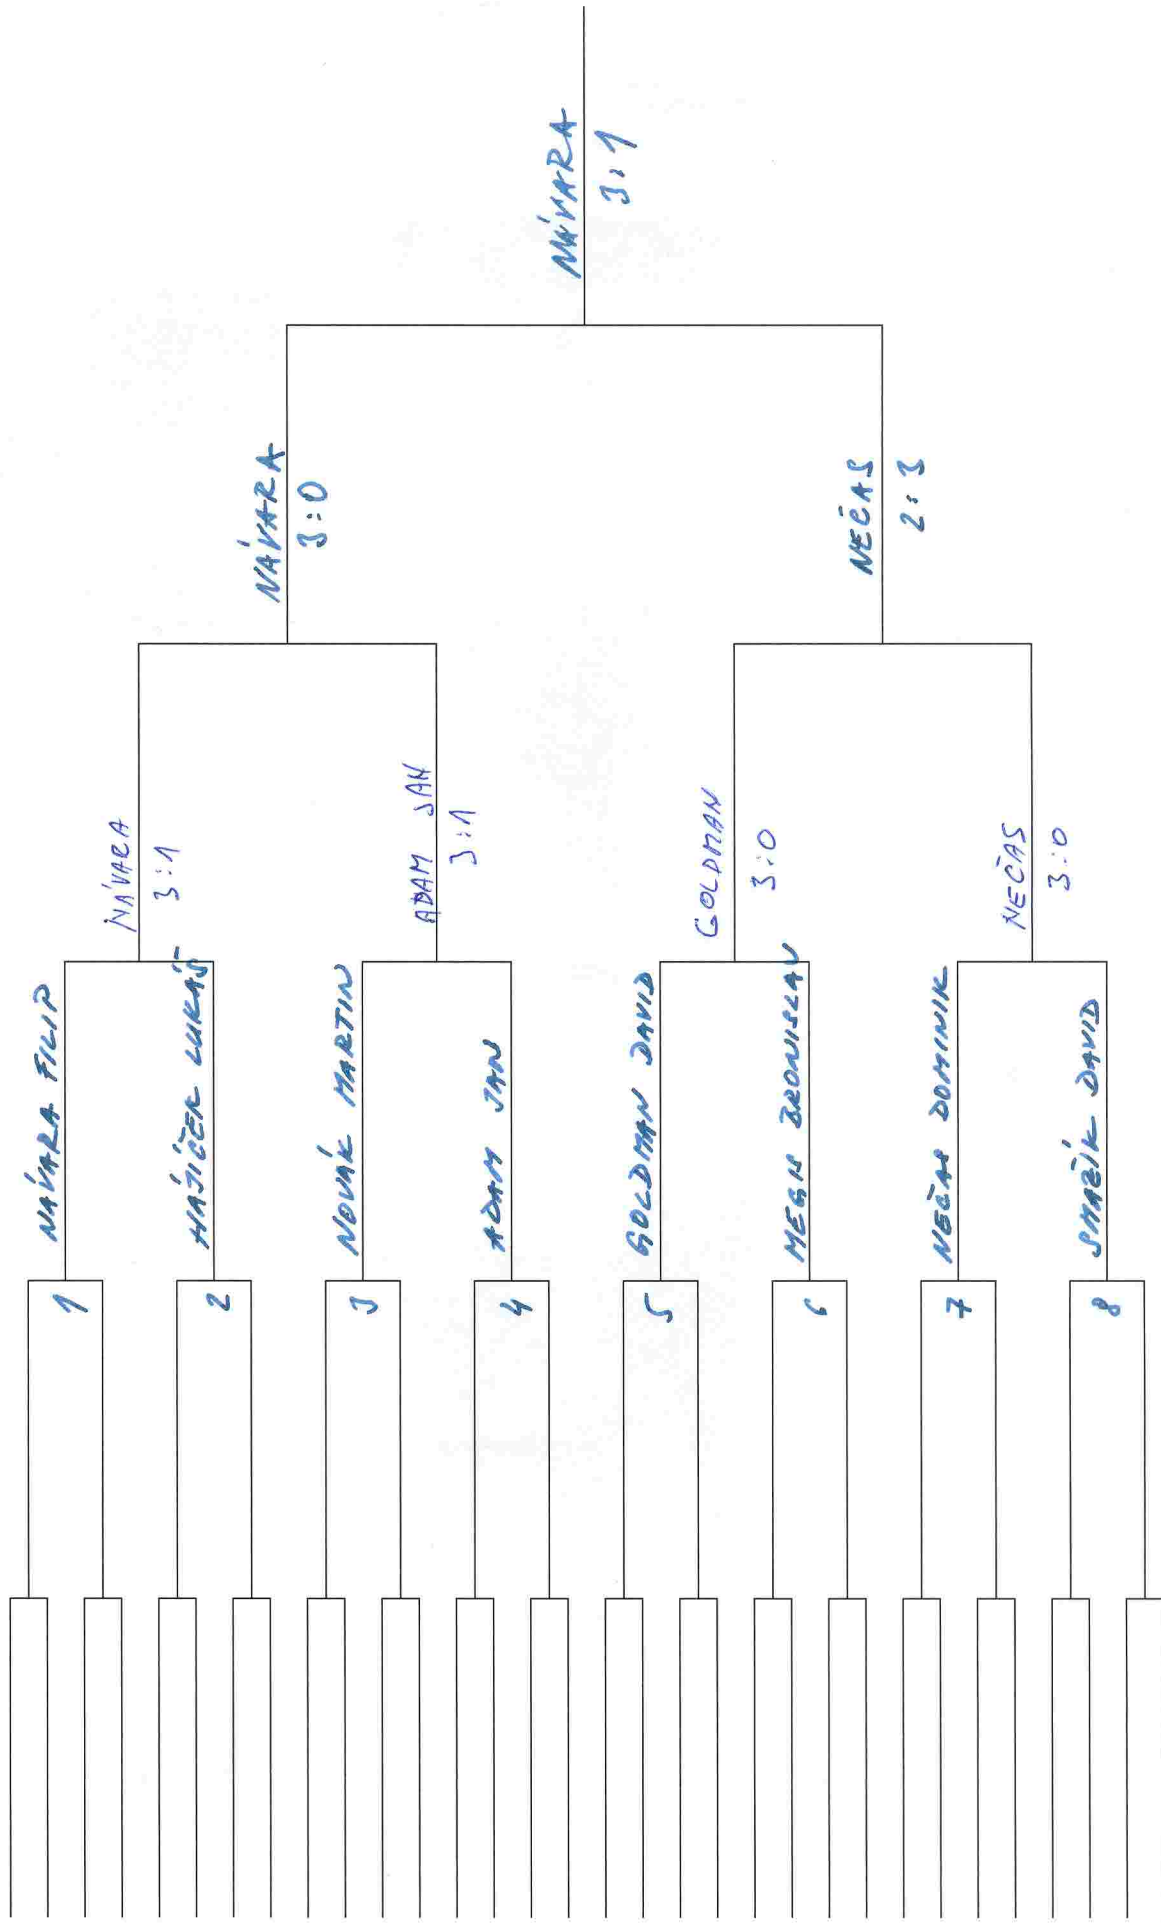 1
NÁVARA FILIP
2
HÁJÍČEK LUKÁŠ
3
NOVÁK MARTIN
4
ADAM JAN
5
GOLDMAN DAVID
6
MEGIS BRONISLAV
7
NEČAS DOMINIK
8
SMAŽÍK DAVID
NÁVARA
3:1
ADAM JAN
3:1
GOLDMAN
3:0
NEČAS
3:0
NÁVARA
3:0
NEČAS
2:3
NÁVARA
3:1